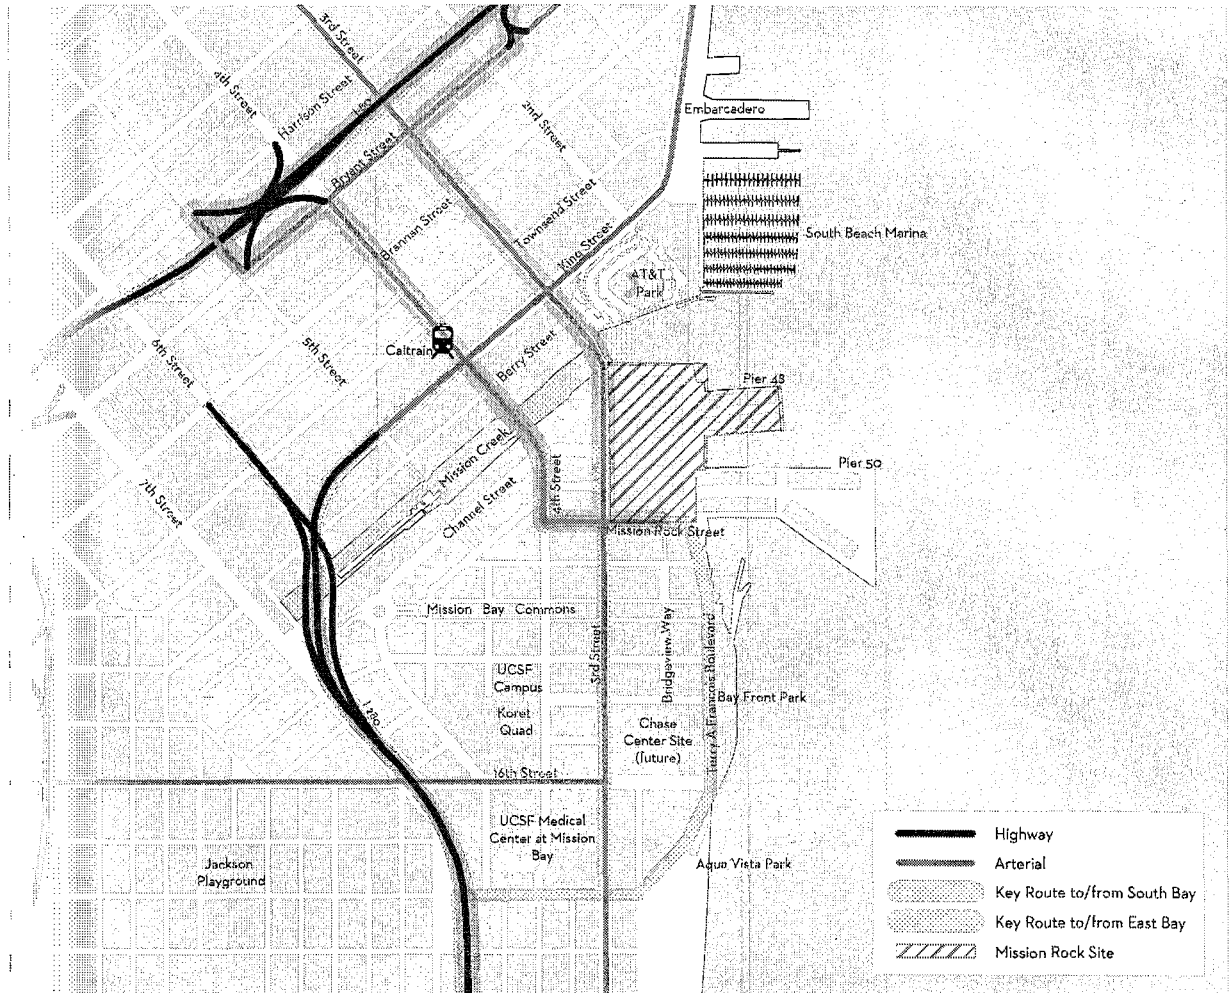 3rd Street
4th Street
Harrison Street
I-80
2nd Street
Embarcadero
Bryant Street
Brannan Street
Townsend Street
King Street
South Beach Marina
AT&T
Park
Caltrain
Berry Street
6th Street
5th Street
Pier 48
Mission Creek
Pier 50
7th Street
Channel Street
4th Street
Mission Rock Street
Mission Bay Commons
3rd Street
Bridgeview Way
Terry A Francois Boulevard
UCSF
Campus
Bay Front Park
I-280
Koret
Quad
Chase
Center Site
(future)
16th Street
UCSF Medical
Center at Mission
Bay
Jackson
Playground
Agua Vista Park
Highway
Arterial
Key Route to/from South Bay
Key Route to/from East Bay
Mission Rock Site